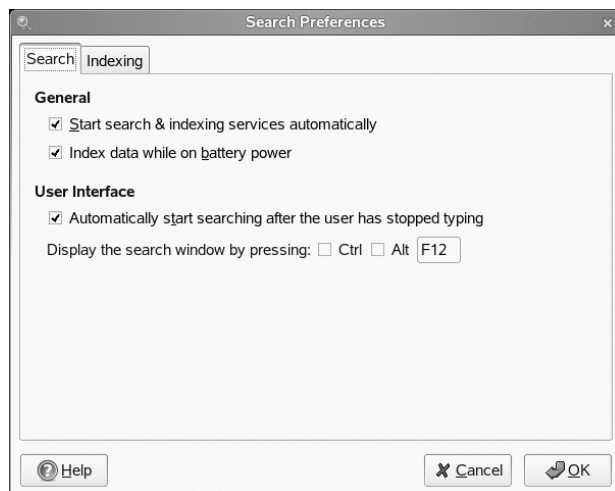 Search Preferences
Search Indexing
General
Start search & indexing services automatically
Index data while on battery power
User Interface
Automatically start searching after the user has stopped typing
Display the search window by pressing: Ctrl Alt F12
Help Cancel OK